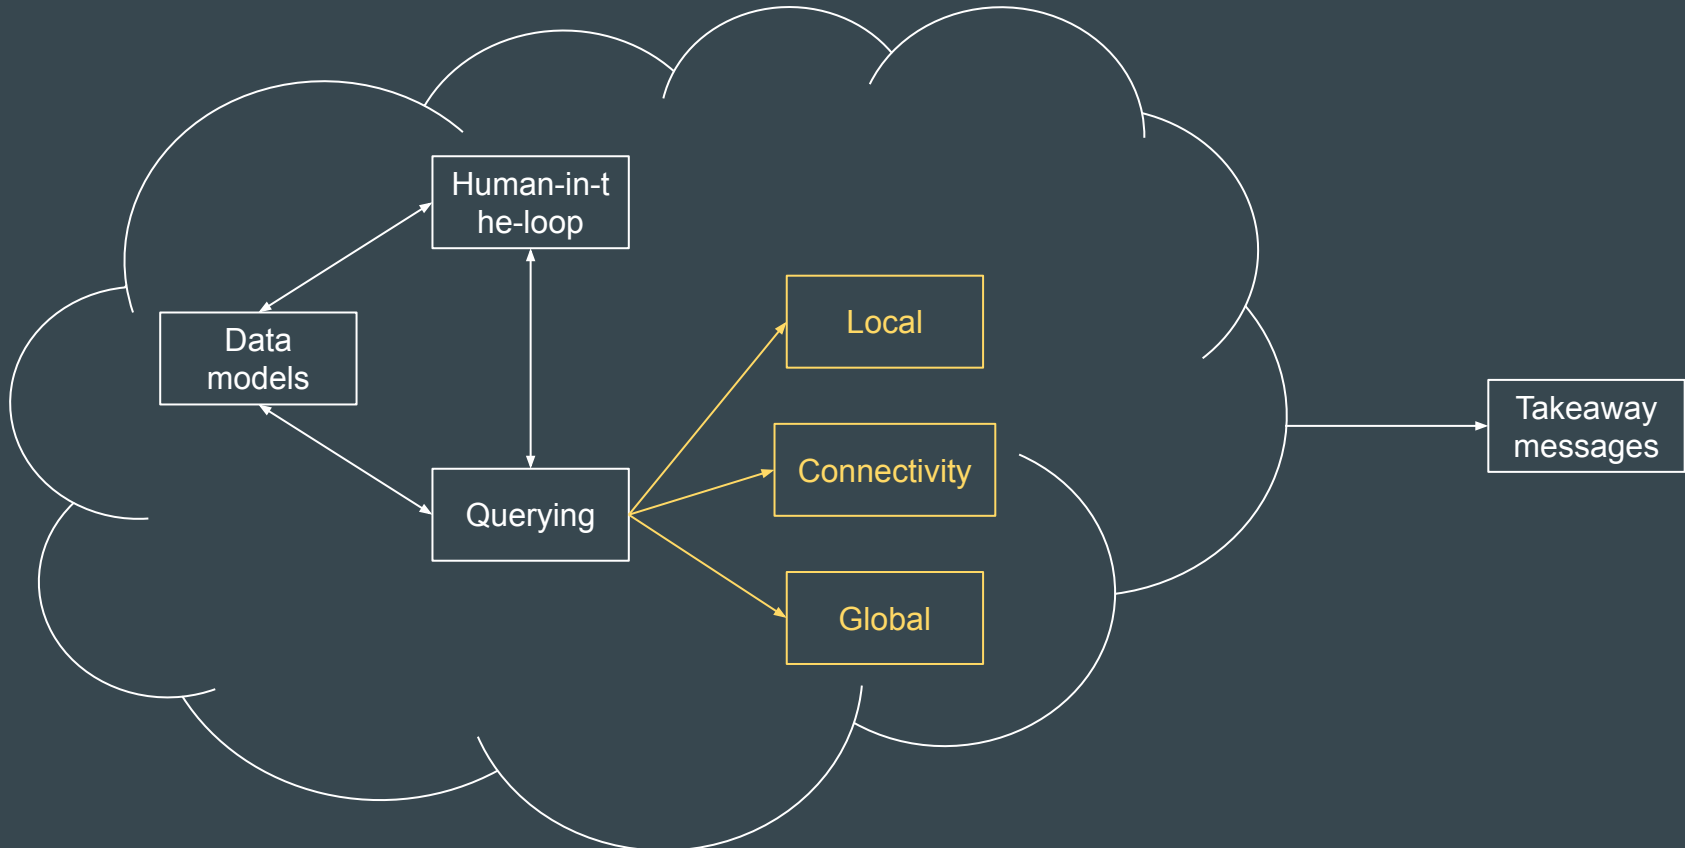 Human-in-t
he-loop
Local
Data
models
Takeaway
messages
Connectivity
Querying
Global